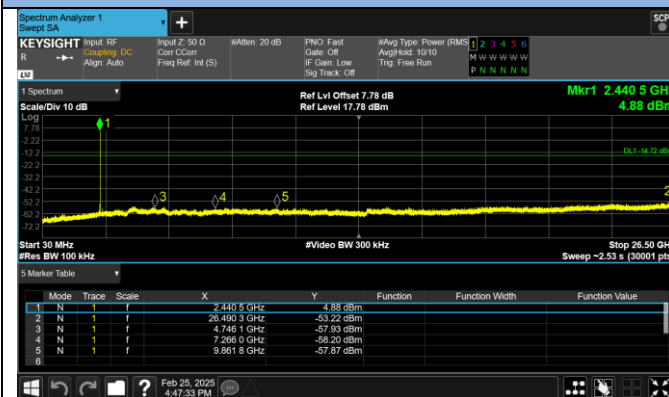 Spectrum Analyzer 1
Swept SA
+
SCP
KEYSIGHT Input: RF Input Z: 50 Ω #Atten: 20 dB PNO: Fast #Avg Type: Power (RMS 1 2 3 4 5 6
R Coupling: DC Corr CCorr Gate: Off Avg|Hold: 10/10 M W W W W W
Align: Auto Freq Ref: Int (S) IF Gain: Low Trig: Free Run P N N N N N
Sig Track: Off
LXI
1 Spectrum Ref Lvl Offset 7.78 dB Mkr1 2.440 5 GH
Scale/Div 10 dB Ref Level 17.78 dBm 4.88 dBm
Log
7.78
1
-2.22
-12.2
DL1 -14.72 dB
-22.2
-32.2
-42.2
-52.2
3 4 5 2
-62.2
-72.2
Start 30 MHz #Video BW 300 kHz Stop 26.50 GH
#Res BW 100 kHz Sweep ~2.53 s (30001 pts
5 Marker Table
Mode Trace Scale X Y Function Function Width Function Value
1 N 1 f 2.440 5 GHz 4.88 dBm
2 N 1 f 26.490 3 GHz -53.22 dBm
3 N 1 f 4.746 1 GHz -57.93 dBm
4 N 1 f 7.266 0 GHz -58.20 dBm
5 N 1 f 9.861 8 GHz -57.87 dBm
6
? Feb 25, 2025
4:47:33 PM